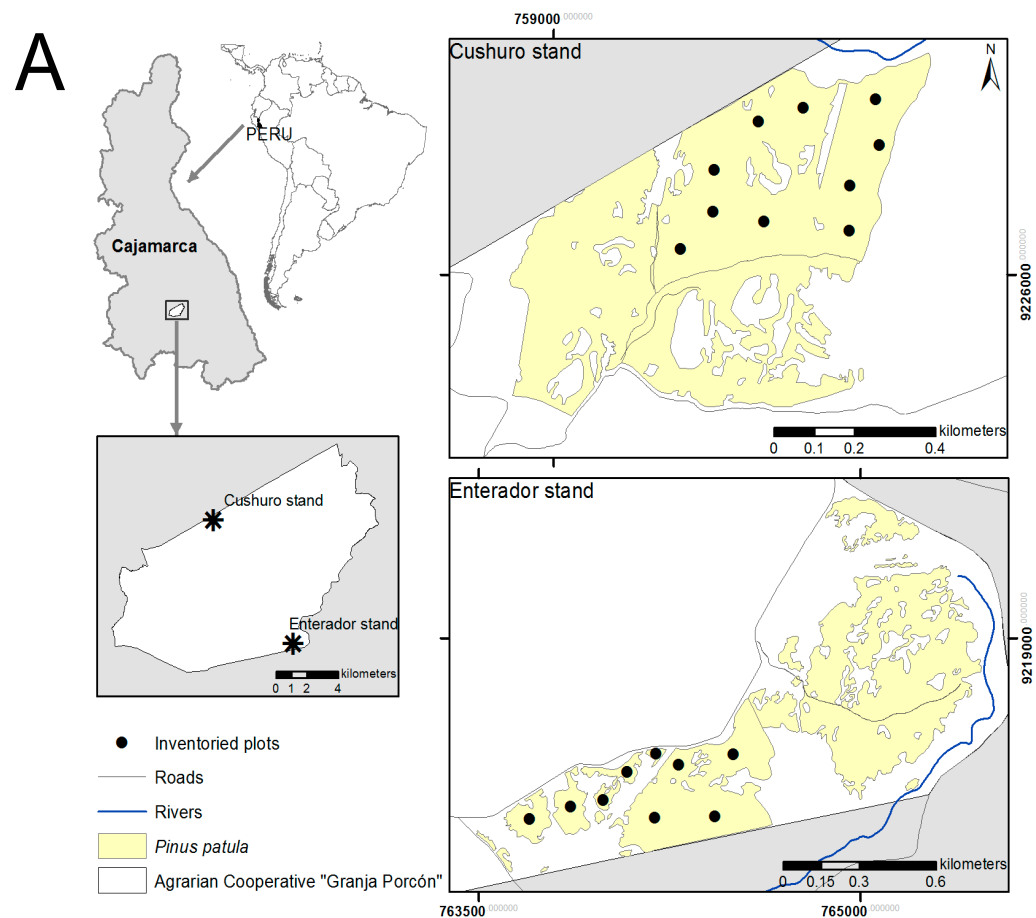 A
759000.000000
Cushuro stand
N
PERU
Cajamarca
9226000.000000
kilometers
0 0.1 0.2 0.4
Cushuro stand
Enterador stand
kilometers
0 1 2 4
Enterador stand
9219000.000000
kilometers
0 0.15 0.3 0.6
763500.000000
765000.000000
Inventoried plots
Roads
Rivers
Pinus patula
Agrarian Cooperative "Granja Porcón"